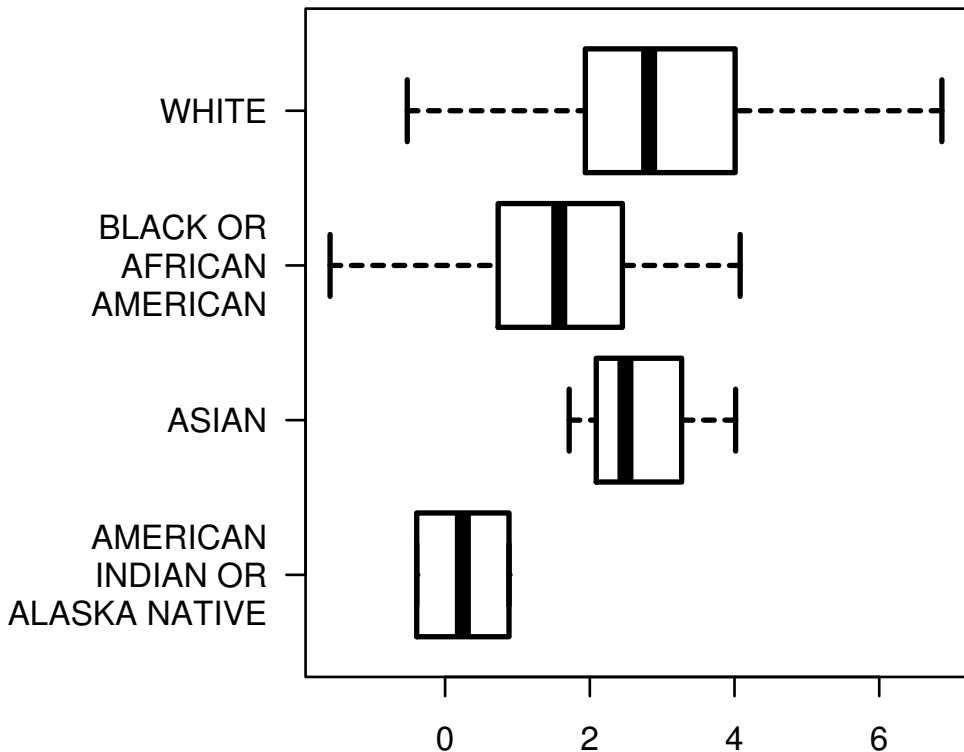 WHITE
BLACK OR
AFRICAN
AMERICAN
ASIAN
AMERICAN
INDIAN OR
ALASKA NATIVE
0 2 4 6